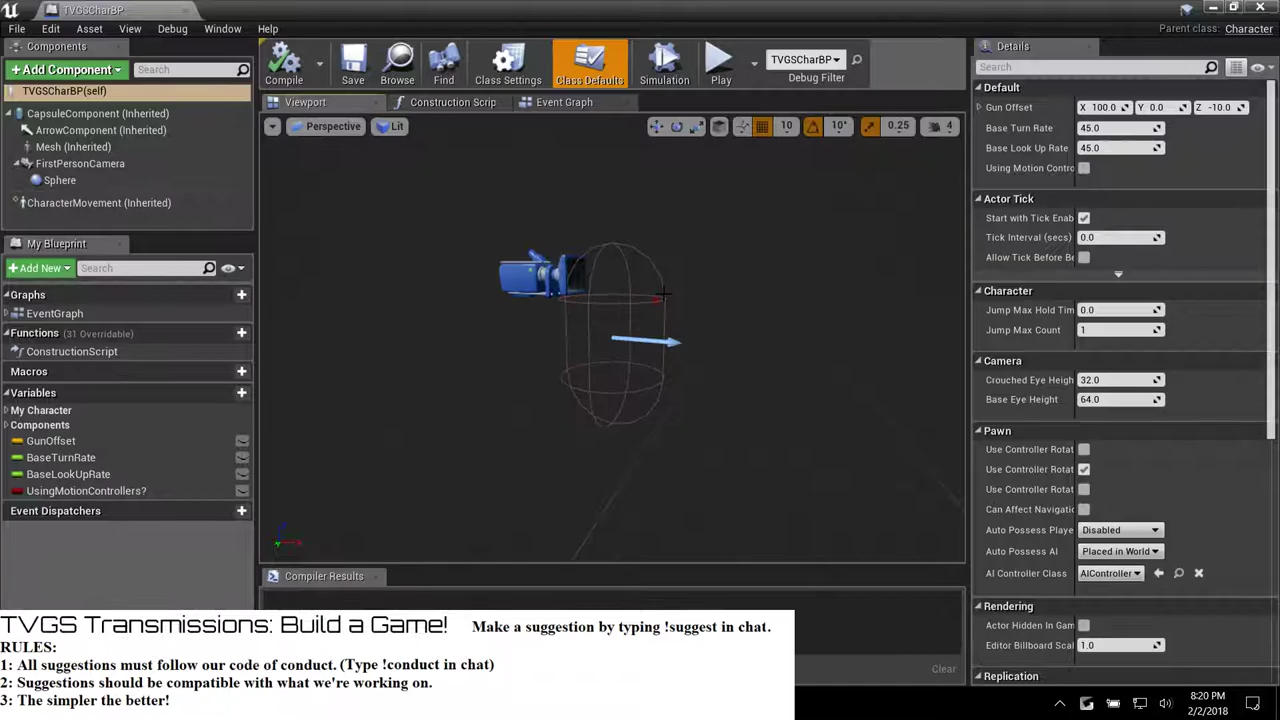 TVGSCharBP
File Edit Asset View Debug Window Help
Parent class: Character
Components
+ Add Component
Search
TVGSCharBP(self)
CapsuleComponent (Inherited)
ArrowComponent (Inherited)
Mesh (Inherited)
FirstPersonCamera
Sphere
CharacterMovement (Inherited)
My Blueprint
+ Add New
Search
Graphs
EventGraph
Functions (31 Overridable)
ConstructionScript
Macros
Variables
My Character
Components
GunOffset
BaseTurnRate
BaseLookUpRate
UsingMotionControllers?
Event Dispatchers
Compile Save Browse Find Class Settings Class Defaults Simulation Play
TVGSCharBP
Debug Filter
Viewport Construction Scrip Event Graph
Perspective Lit
10 10° 0.25 4
Compiler Results
Clear
Details
Search
Default
Gun Offset X 100.0 Y 0.0 Z -10.0
Base Turn Rate 45.0
Base Look Up Rate 45.0
Using Motion Contro
Actor Tick
Start with Tick Enab
Tick Interval (secs) 0.0
Allow Tick Before Be
Character
Jump Max Hold Tim 0.0
Jump Max Count 1
Camera
Crouched Eye Heigh 32.0
Base Eye Height 64.0
Pawn
Use Controller Rotat
Use Controller Rotat
Use Controller Rotat
Can Affect Navigatio
Auto Possess Playe Disabled
Auto Possess AI Placed in World
AI Controller Class AIController
Rendering
Actor Hidden In Gam
Editor Billboard Scal 1.0
Replication
TVGS Transmissions: Build a Game! Make a suggestion by typing !suggest in chat.
RULES:
1: All suggestions must follow our code of conduct. (Type !conduct in chat)
2: Suggestions should be compatible with what we're working on.
3: The simpler the better!
8:20 PM
2/2/2018